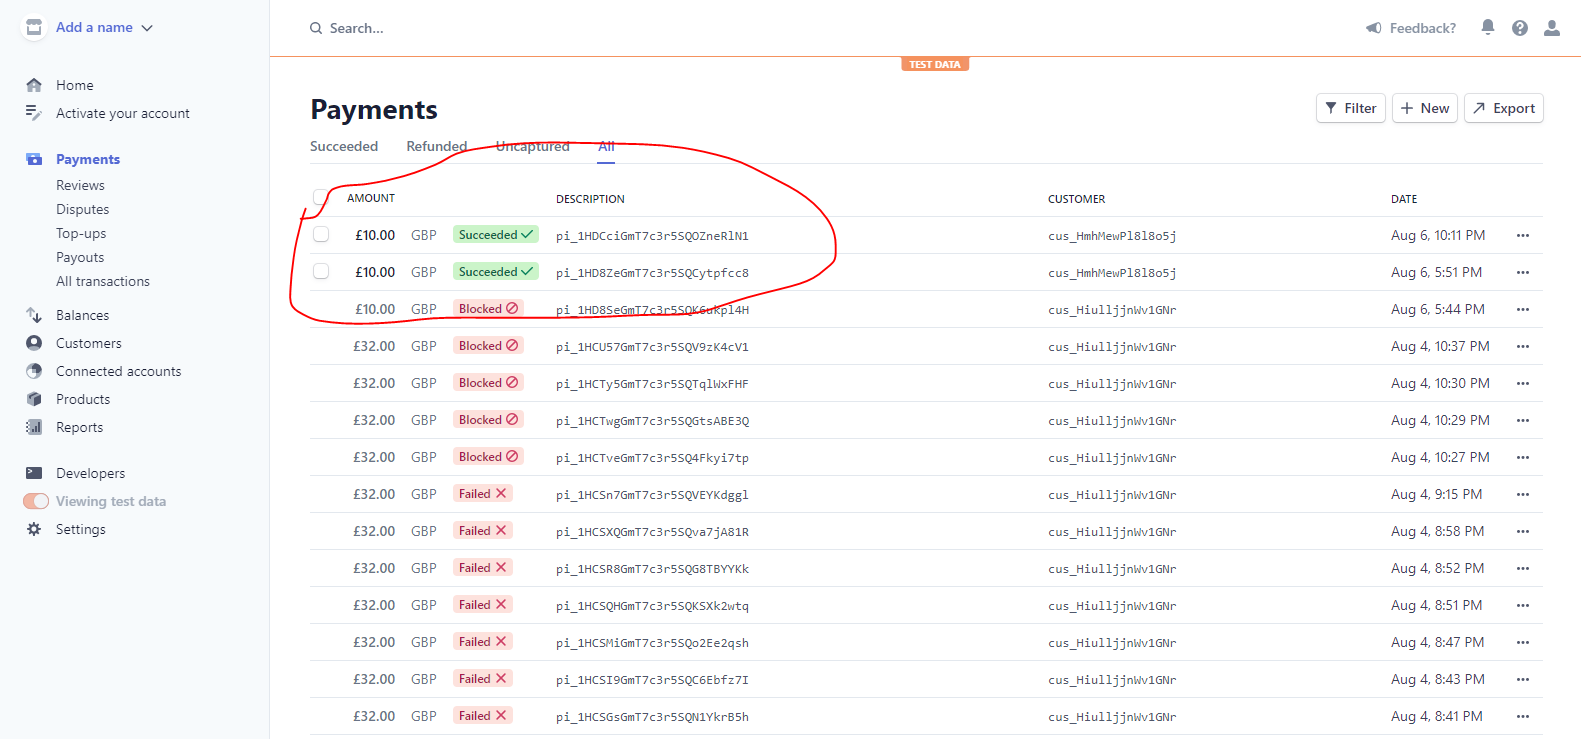 Add a name
Search...
Feedback?
TEST DATA
Home
Activate your account
Payments
Reviews
Disputes
Top-ups
Payouts
All transactions
Balances
Customers
Connected accounts
Products
Reports
Developers
Viewing test data
Settings
Payments
Filter
New
Export
Succeeded Refunded Uncaptured All
AMOUNT DESCRIPTION CUSTOMER DATE
£10.00 GBP Succeeded pi_1HDCciGmT7c3r5SQOZneRlN1 cus_HmhMewPl8l8o5j Aug 6, 10:11 PM
£10.00 GBP Succeeded pi_1HD8ZeGmT7c3r5SQCytpfcc8 cus_HmhMewPl8l8o5j Aug 6, 5:51 PM
£10.00 GBP Blocked pi_1HD8SeGmT7c3r5SQK6ukpl4H cus_HiulljjnWv1GNr Aug 6, 5:44 PM
£32.00 GBP Blocked pi_1HCU57GmT7c3r5SQV9zK4cV1 cus_HiulljjnWv1GNr Aug 4, 10:37 PM
£32.00 GBP Blocked pi_1HCTy5GmT7c3r5SQTqlWxFHF cus_HiulljjnWv1GNr Aug 4, 10:30 PM
£32.00 GBP Blocked pi_1HCTwgGmT7c3r5SQGtsABE3Q cus_HiulljjnWv1GNr Aug 4, 10:29 PM
£32.00 GBP Blocked pi_1HCTveGmT7c3r5SQ4Fkyi7tp cus_HiulljjnWv1GNr Aug 4, 10:27 PM
£32.00 GBP Failed pi_1HCSn7GmT7c3r5SQVEYKdggl cus_HiulljjnWv1GNr Aug 4, 9:15 PM
£32.00 GBP Failed pi_1HCSXQGmT7c3r5SQva7jA81R cus_HiulljjnWv1GNr Aug 4, 8:58 PM
£32.00 GBP Failed pi_1HCSR8GmT7c3r5SQG8TBYYKk cus_HiulljjnWv1GNr Aug 4, 8:52 PM
£32.00 GBP Failed pi_1HCSQHGmT7c3r5SQKSXk2wtq cus_HiulljjnWv1GNr Aug 4, 8:51 PM
£32.00 GBP Failed pi_1HCSMiGmT7c3r5SQo2Ee2qsh cus_HiulljjnWv1GNr Aug 4, 8:47 PM
£32.00 GBP Failed pi_1HCSI9GmT7c3r5SQC6Ebfz7I cus_HiulljjnWv1GNr Aug 4, 8:43 PM
£32.00 GBP Failed pi_1HCSGsGmT7c3r5SQN1YkrB5h cus_HiulljjnWv1GNr Aug 4, 8:41 PM